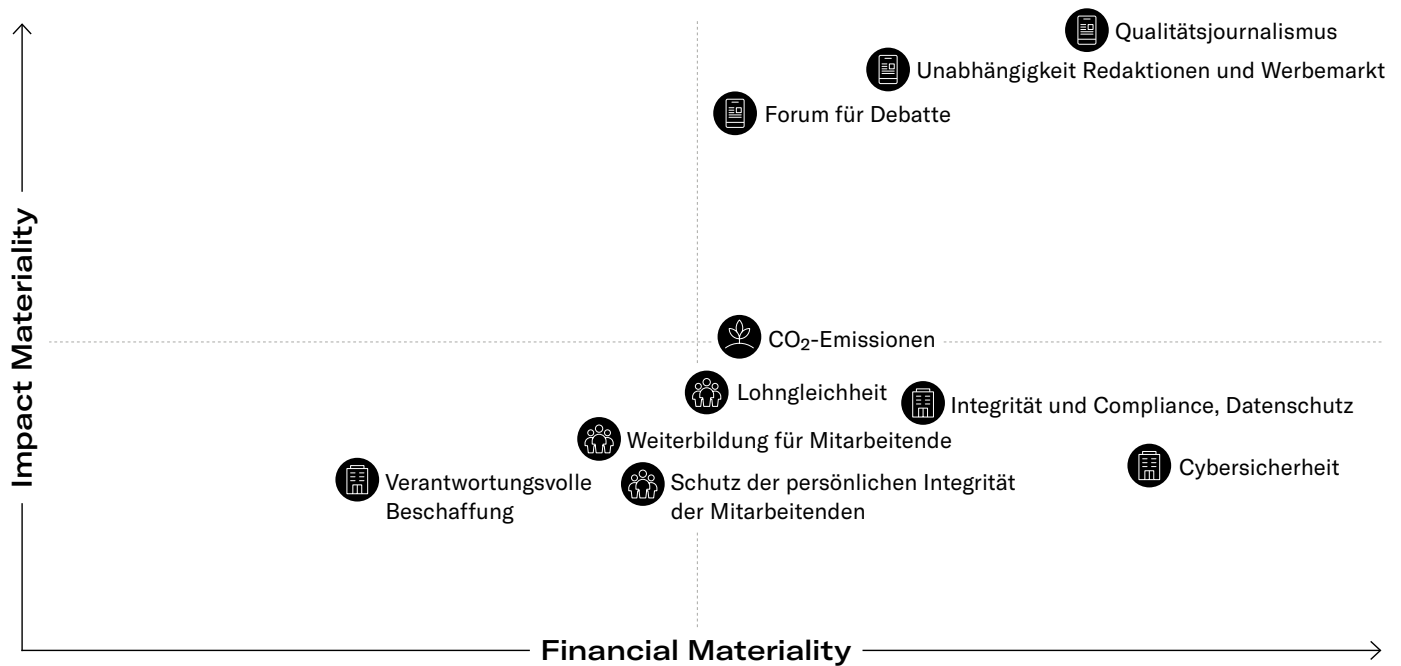 Qualitätsjournalismus
Unabhängigkeit Redaktionen und Werbemarkt
Forum für Debatte
Impact Materiality
CO₂-Emissionen
Lohngleichheit
Integrität und Compliance, Datenschutz
Weiterbildung für Mitarbeitende
Cybersicherheit
Verantwortungsvolle
Beschaffung
Schutz der persönlichen Integrität
der Mitarbeitenden
Financial Materiality